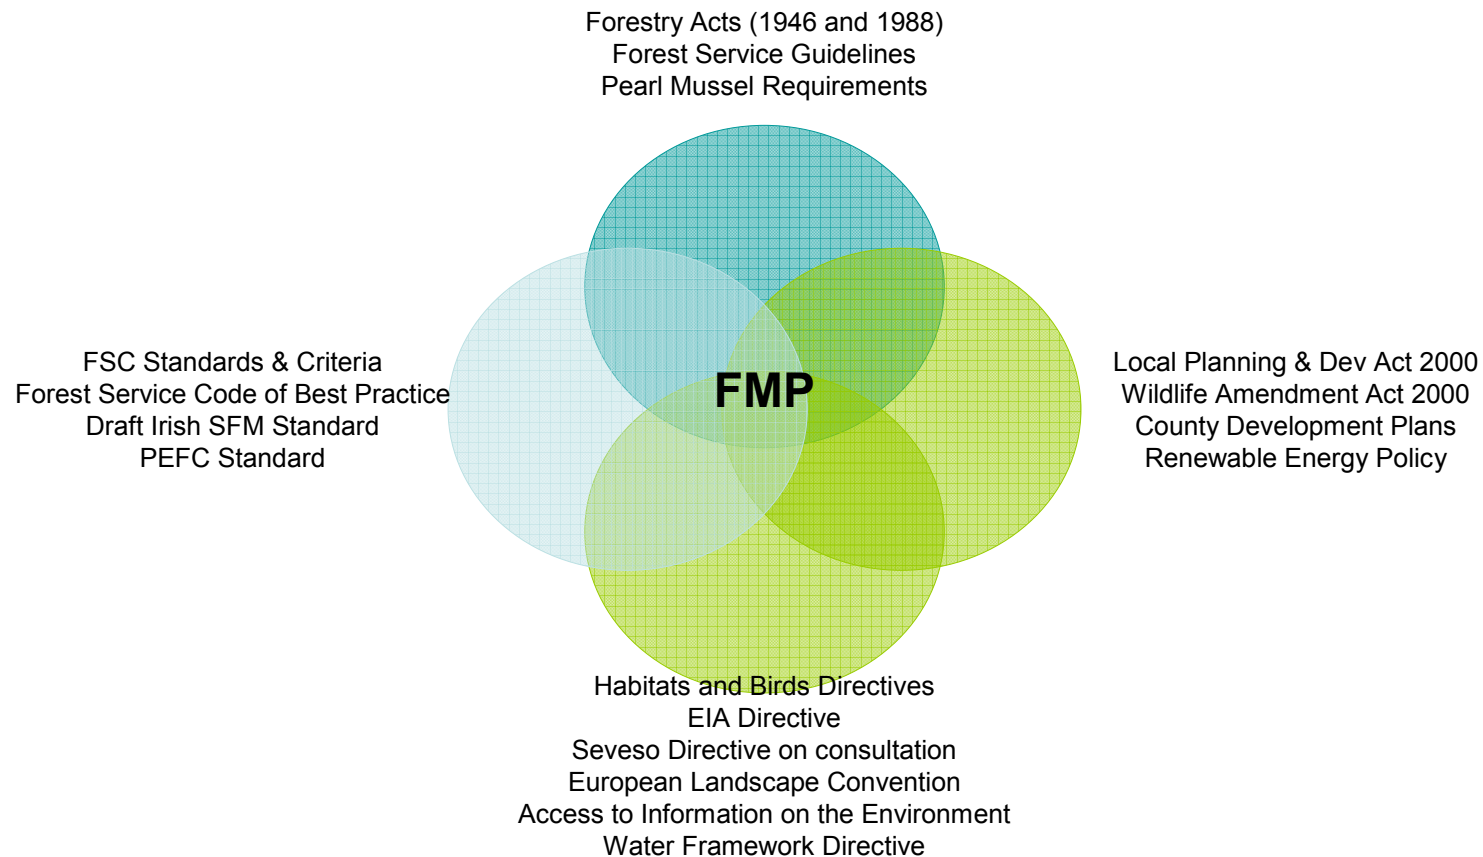 Forestry Acts (1946 and 1988)
Forest Service Guidelines
Pearl Mussel Requirements
FSC Standards & Criteria
Forest Service Code of Best Practice
Draft Irish SFM Standard
PEFC Standard
FMP
Local Planning & Dev Act 2000
Wildlife Amendment Act 2000
County Development Plans
Renewable Energy Policy
Habitats and Birds Directives
EIA Directive
Seveso Directive on consultation
European Landscape Convention
Access to Information on the Environment
Water Framework Directive